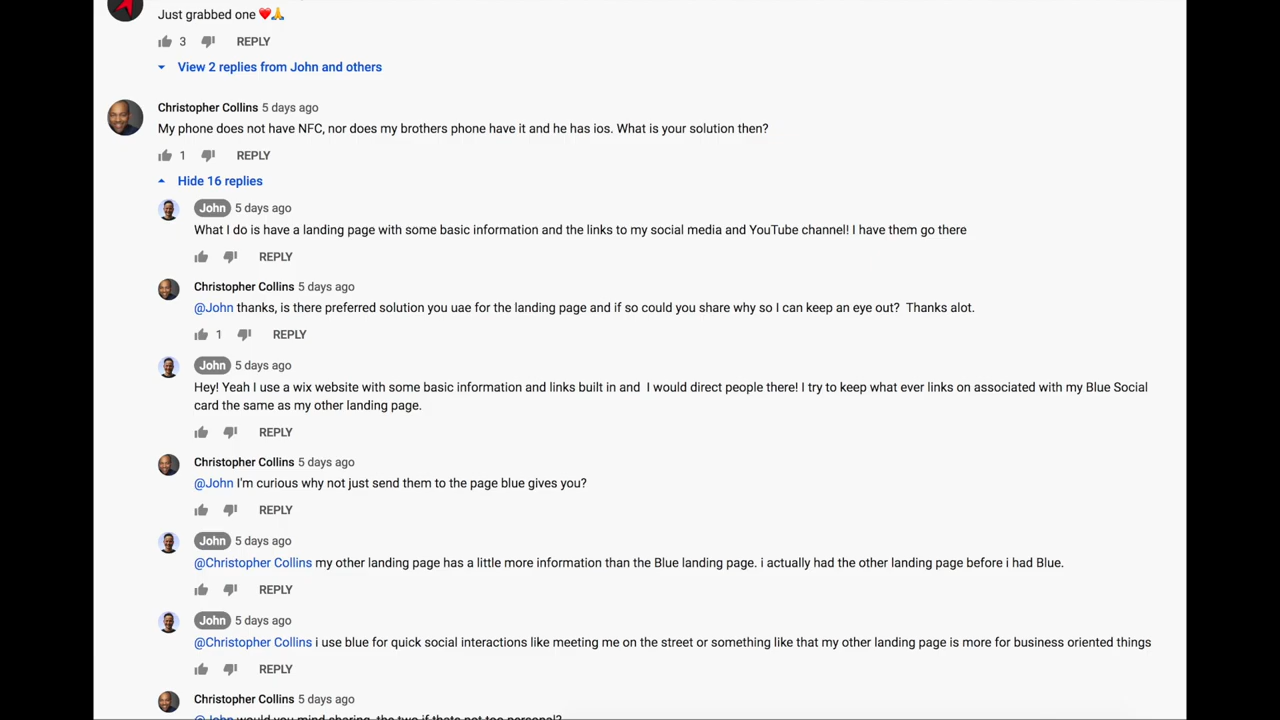 Just grabbed one ❤️🙏
3 REPLY
View 2 replies from John and others
Christopher Collins 5 days ago
My phone does not have NFC, nor does my brothers phone have it and he has ios. What is your solution then?
1 REPLY
Hide 16 replies
John 5 days ago
What I do is have a landing page with some basic information and the links to my social media and YouTube channel! I have them go there
REPLY
Christopher Collins 5 days ago
@John thanks, is there preferred solution you uae for the landing page and if so could you share why so I can keep an eye out? Thanks alot.
1 REPLY
John 5 days ago
Hey! Yeah I use a wix website with some basic information and links built in and I would direct people there! I try to keep what ever links on associated with my Blue Social
card the same as my other landing page.
REPLY
Christopher Collins 5 days ago
@John I'm curious why not just send them to the page blue gives you?
REPLY
John 5 days ago
@Christopher Collins my other landing page has a little more information than the Blue landing page. i actually had the other landing page before i had Blue.
REPLY
John 5 days ago
@Christopher Collins i use blue for quick social interactions like meeting me on the street or something like that my other landing page is more for business oriented things
REPLY
Christopher Collins 5 days ago
@John would you mind sharing the two if thats not too personal?